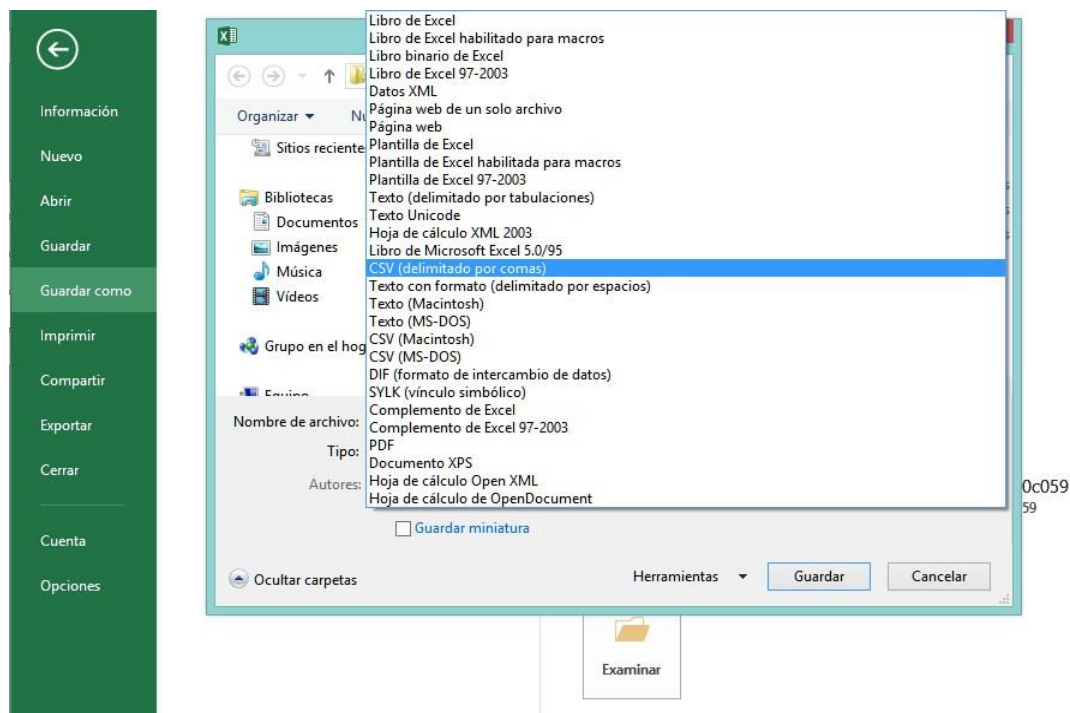 Información
Nuevo
Abrir
Guardar
Guardar como
Imprimir
Compartir
Exportar
Cerrar
Cuenta
Opciones
Organizar
Sitios reciente
Bibliotecas
Documentos
Imágenes
Música
Vídeos
Grupo en el hog
Equipo
Libro de Excel
Libro de Excel habilitado para macros
Libro binario de Excel
Libro de Excel 97-2003
Datos XML
Página web de un solo archivo
Página web
Plantilla de Excel
Plantilla de Excel habilitada para macros
Plantilla de Excel 97-2003
Texto (delimitado por tabulaciones)
Texto Unicode
Hoja de cálculo XML 2003
Libro de Microsoft Excel 5.0/95
CSV (delimitado por comas)
Texto con formato (delimitado por espacios)
Texto (Macintosh)
Texto (MS-DOS)
CSV (Macintosh)
CSV (MS-DOS)
DIF (formato de intercambio de datos)
SYLK (vínculo simbólico)
Complemento de Excel
Complemento de Excel 97-2003
PDF
Documento XPS
Hoja de cálculo Open XML
Hoja de cálculo de OpenDocument
Nombre de archivo:
Tipo:
Autores:
Guardar miniatura
Ocultar carpetas
Herramientas
Guardar
Cancelar
0c059
59
Examinar